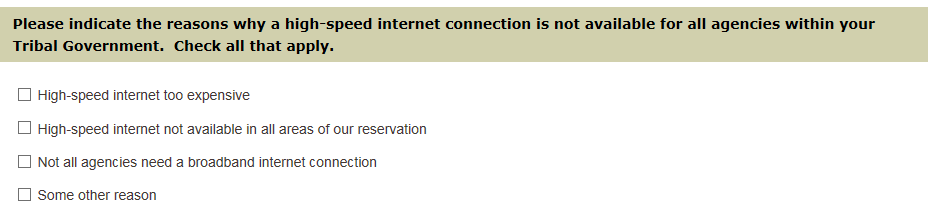 Please indicate the reasons why a high-speed internet connection is not available for all agencies within your
Tribal Government.  Check all that apply.
High-speed internet too expensive
High-speed internet not available in all areas of our reservation
Not all agencies need a broadband internet connection
Some other reason